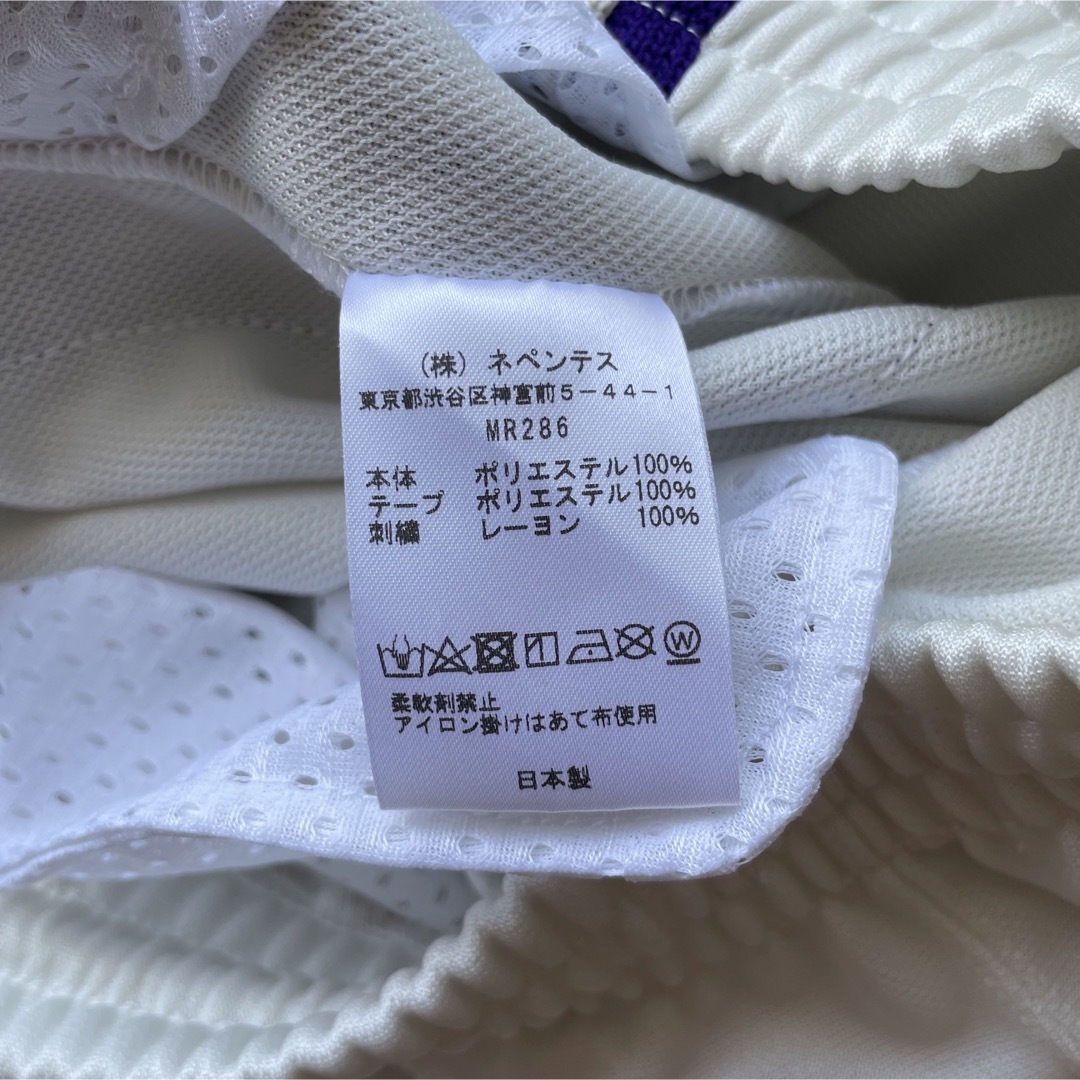 (株) ネペンテス
東京都渋谷区神宮前5-44-1
MR286
本体 ポリエステル100%
テープ ポリエステル100%
刺繍 レーヨン 100%
W
柔軟剤禁止
アイロン掛けはあて布使用
日本製